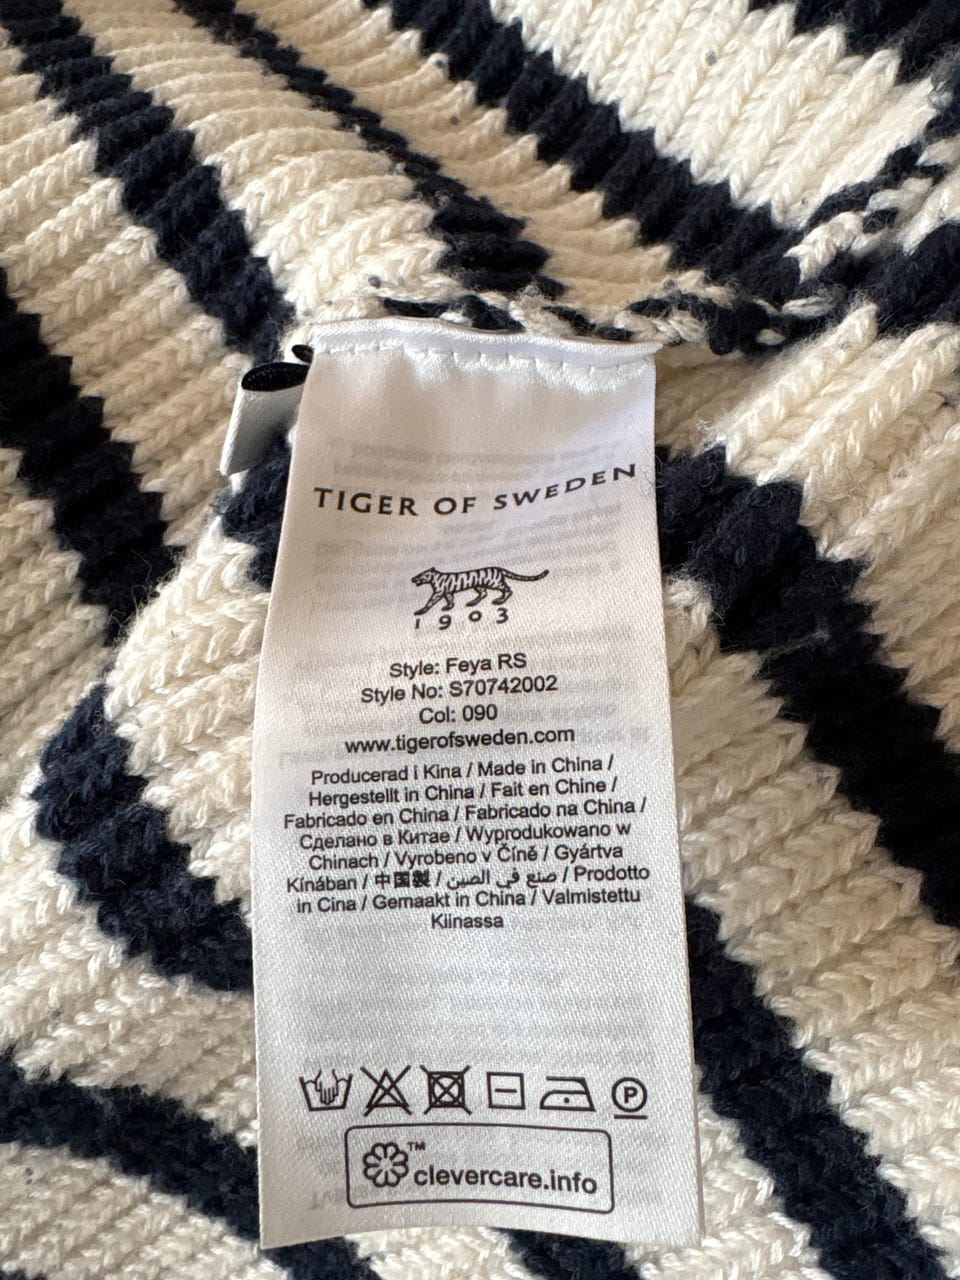 TIGER OF SWEDEN
1903
Style: Feya RS
Style No: S70742002
Col: 090
www.tigerofsweden.com
Producerad i Kina / Made in China /
Hergestellt in China / Fait en Chine /
Fabricado en China / Fabricado na China /
Сделано в Китае / Wyprodukowano w
Chinach / Vyrobeno v Číně / Gyártva
Kínában / 中国製 / صنع في الصين / Prodotto
in Cina / Gemaakt in China / Valmistettu
Kiinassa
P
™
clevercare.info